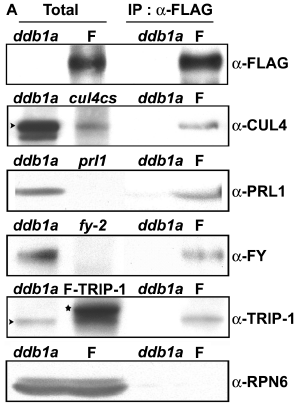 A Total IP : α-FLAG
ddb1a F ddb1a F
α-FLAG
ddb1a cul4cs ddb1a F
α-CUL4
ddb1a prl1 ddb1a F
α-PRL1
ddb1a fy-2 ddb1a F
α-FY
ddb1a F-TRIP-1 ddb1a F
α-TRIP-1
ddb1a F ddb1a F
α-RPN6